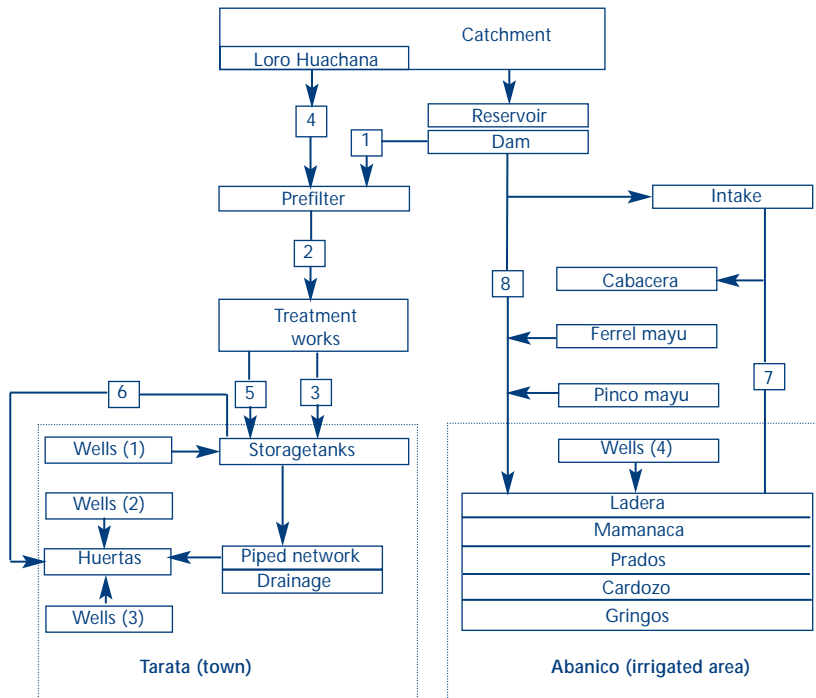 Catchment
Loro Huachana
4
1
Reservoir
Dam
Prefilter
Intake
2
8
Cabacera
Treatment
works
Ferrel mayu
7
6
5
3
Pinco mayu
Wells (1)
Storagetanks
Wells (4)
Wells (2)
Ladera
Mamanaca
Huertas
Piped network
Prados
Drainage
Cardozo
Wells (3)
Gringos
Tarata (town)
Abanico (irrigated area)